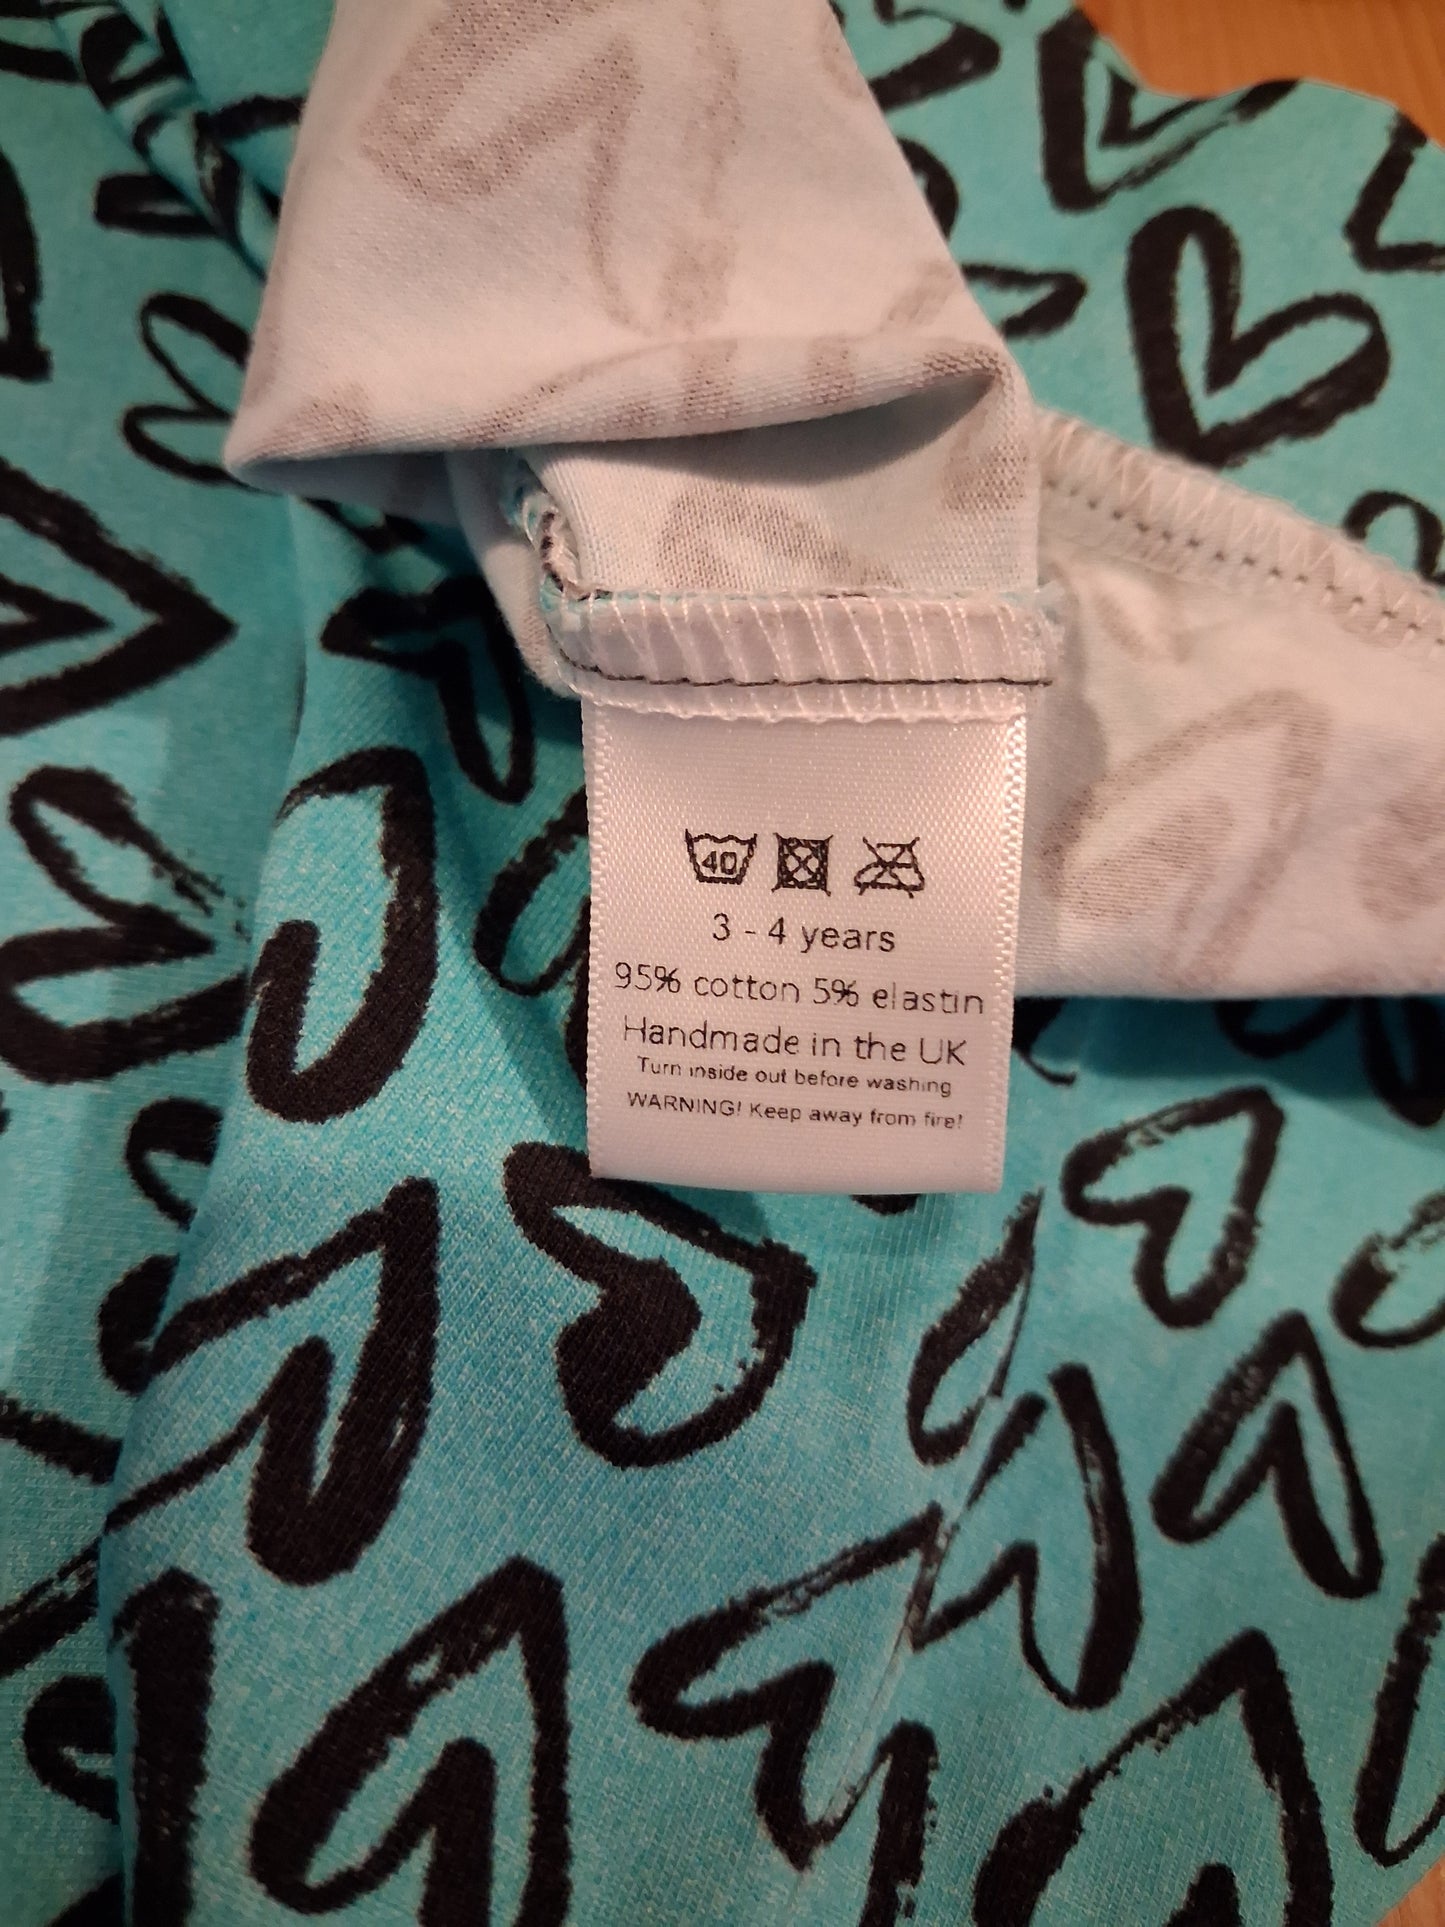 40
3 - 4 years
95% cotton 5% elastin
Handmade in the UK
Turn inside out before washing
WARNING! Keep away from fire!